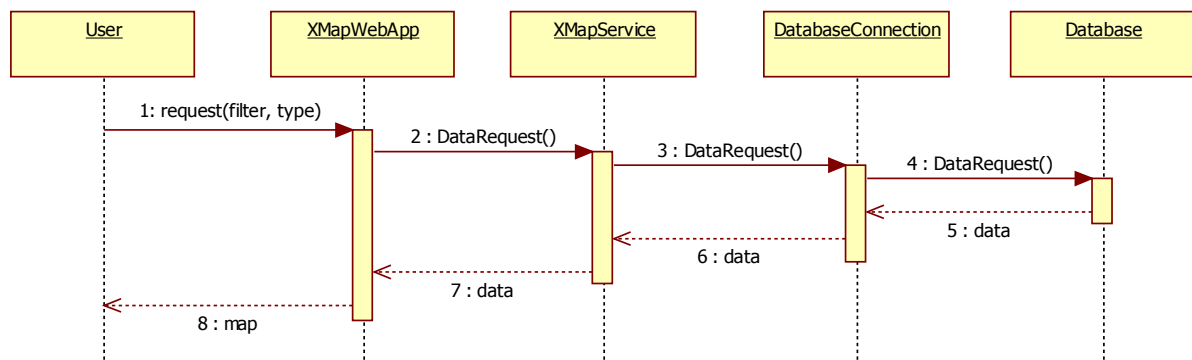 User
XMapWebApp
XMapService
DatabaseConnection
Database
1: request(filter, type)
2 : DataRequest()
3 : DataRequest()
4 : DataRequest()
5 : data
6 : data
7 : data
8 : map